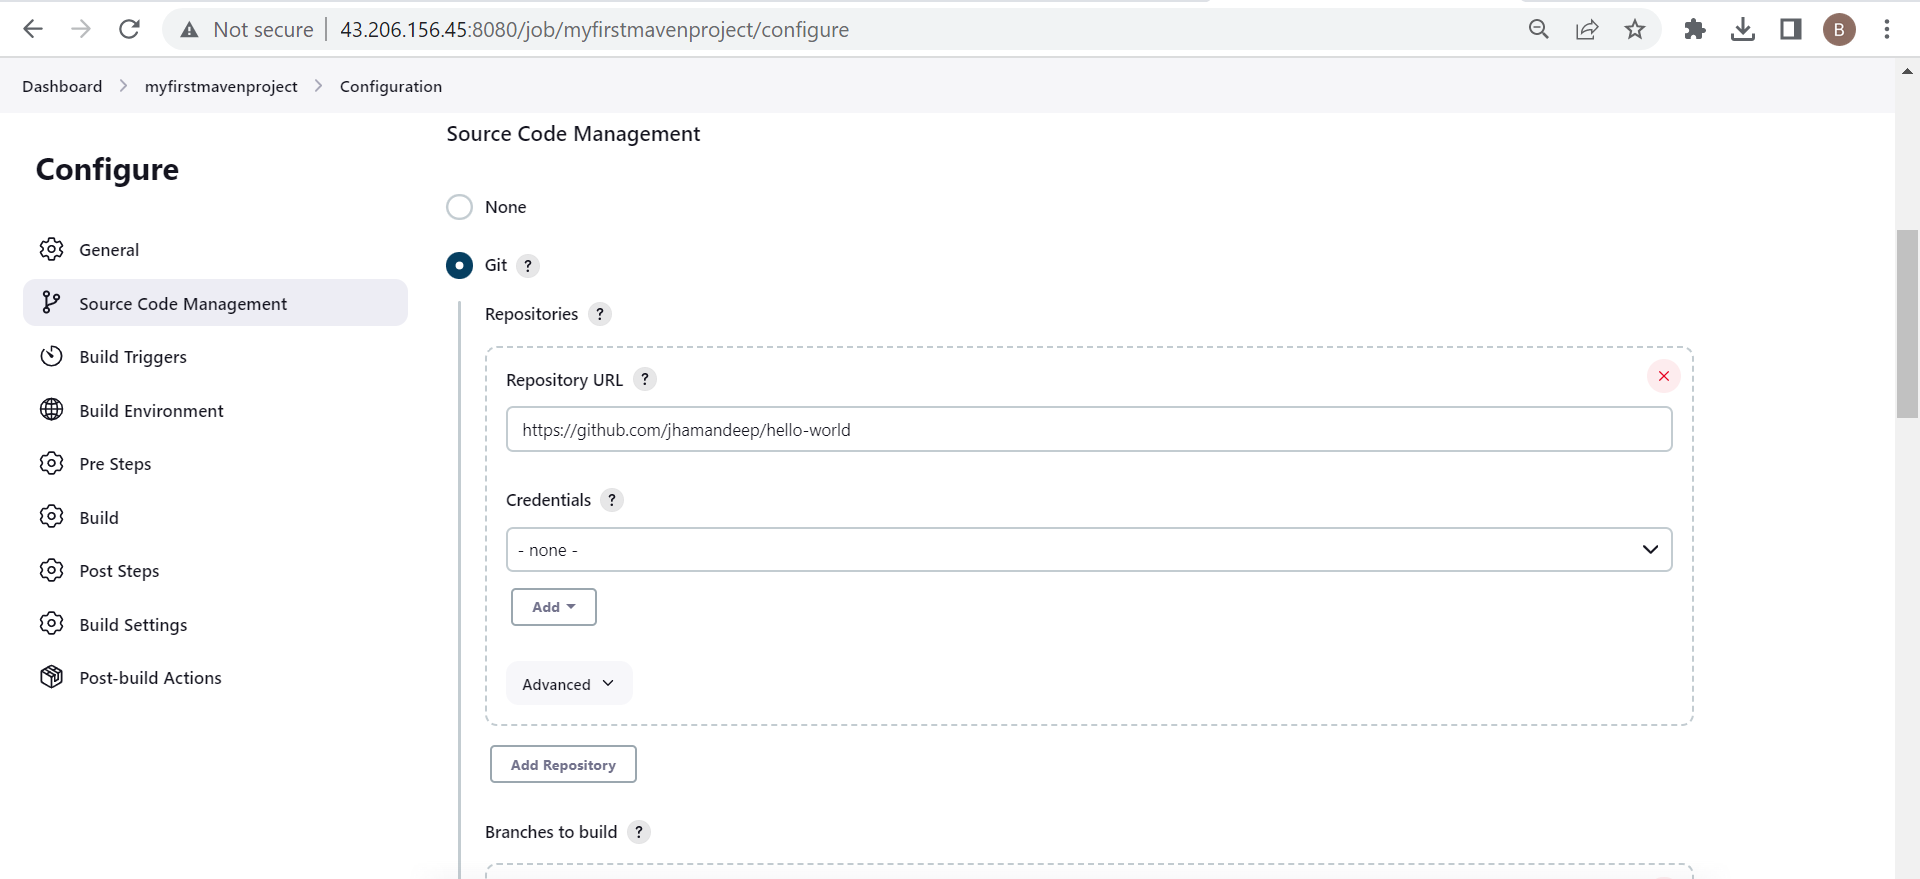 Not secure | 43.206.156.45:8080/job/myfirstmavenproject/configure
B
Dashboard > myfirstmavenproject > Configuration
Source Code Management
Configure
None
General
Git ?
Source Code Management
Repositories ?
Build Triggers
Repository URL ?
Build Environment
https://github.com/jhamandeep/hello-world
Pre Steps
Credentials ?
Build
- none -
Post Steps
Add
Build Settings
Post-build Actions
Advanced
Add Repository
Branches to build ?